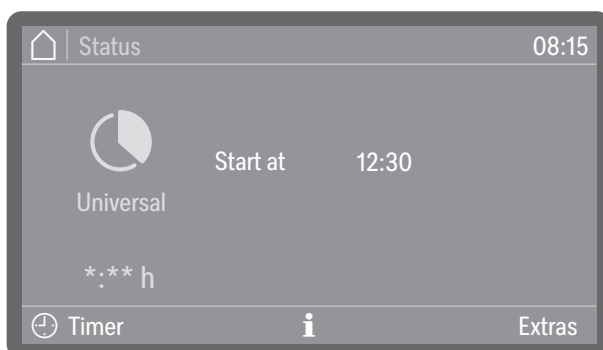 Status 08:15
Start at 12:30
Universal
*:** h
Timer i Extras